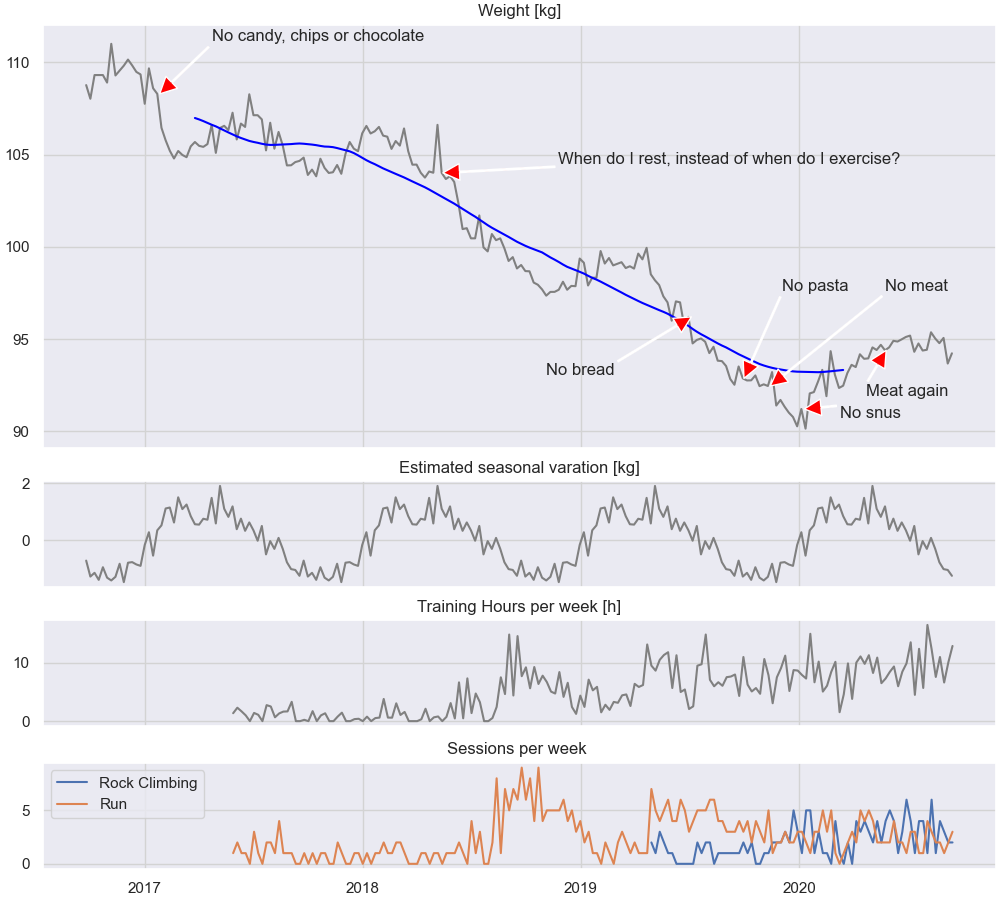 Weight [kg]
No candy, chips or chocolate
110
When do I rest, instead of when do I exercise?
105
100
No pasta
No meat
95
No bread
Meat again
No snus
90
Estimated seasonal varation [kg]
2
0
Training Hours per week [h]
10
0
Sessions per week
Rock Climbing
Run
5
0
2017
2018
2019
2020